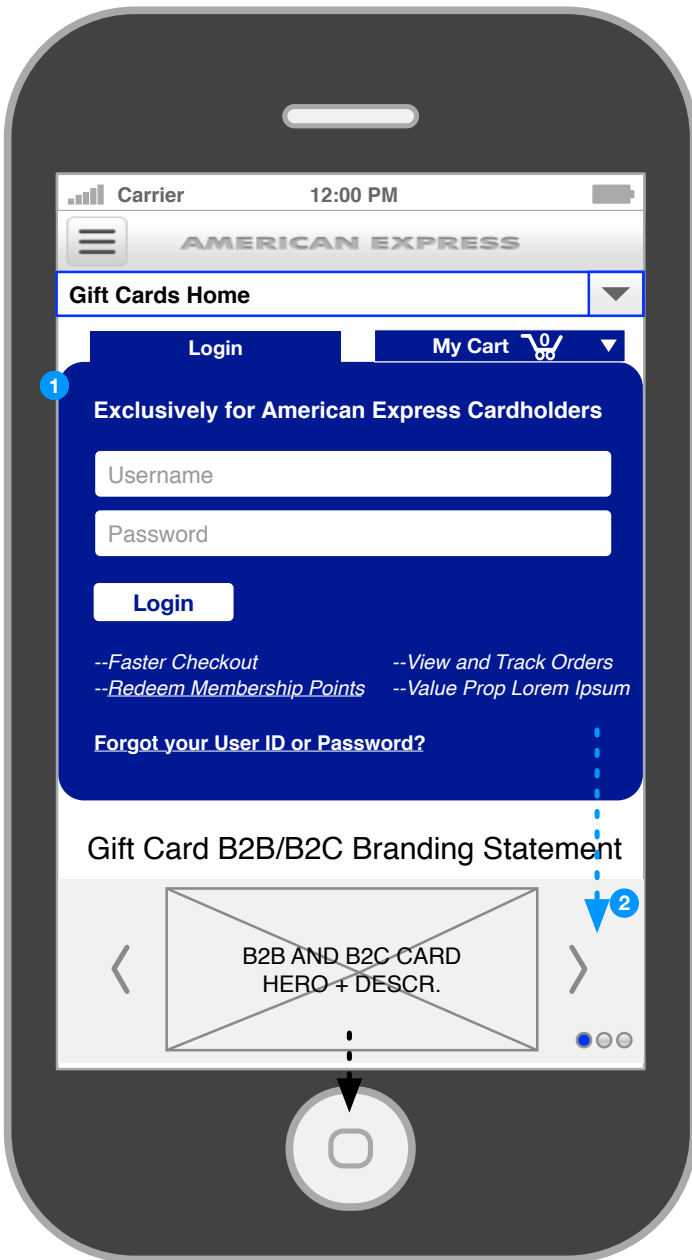 Carrier 12:00 PM
AMERICAN EXPRESS
Gift Cards Home
Login My Cart 0
1
Exclusively for American Express Cardholders
Username
Password
Login
--Faster Checkout --View and Track Orders
--Redeem Membership Points --Value Prop Lorem Ipsum
Forgot your User ID or Password?
Gift Card B2B/B2C Branding Statement
2
B2B AND B2C CARD
HERO + DESCR.